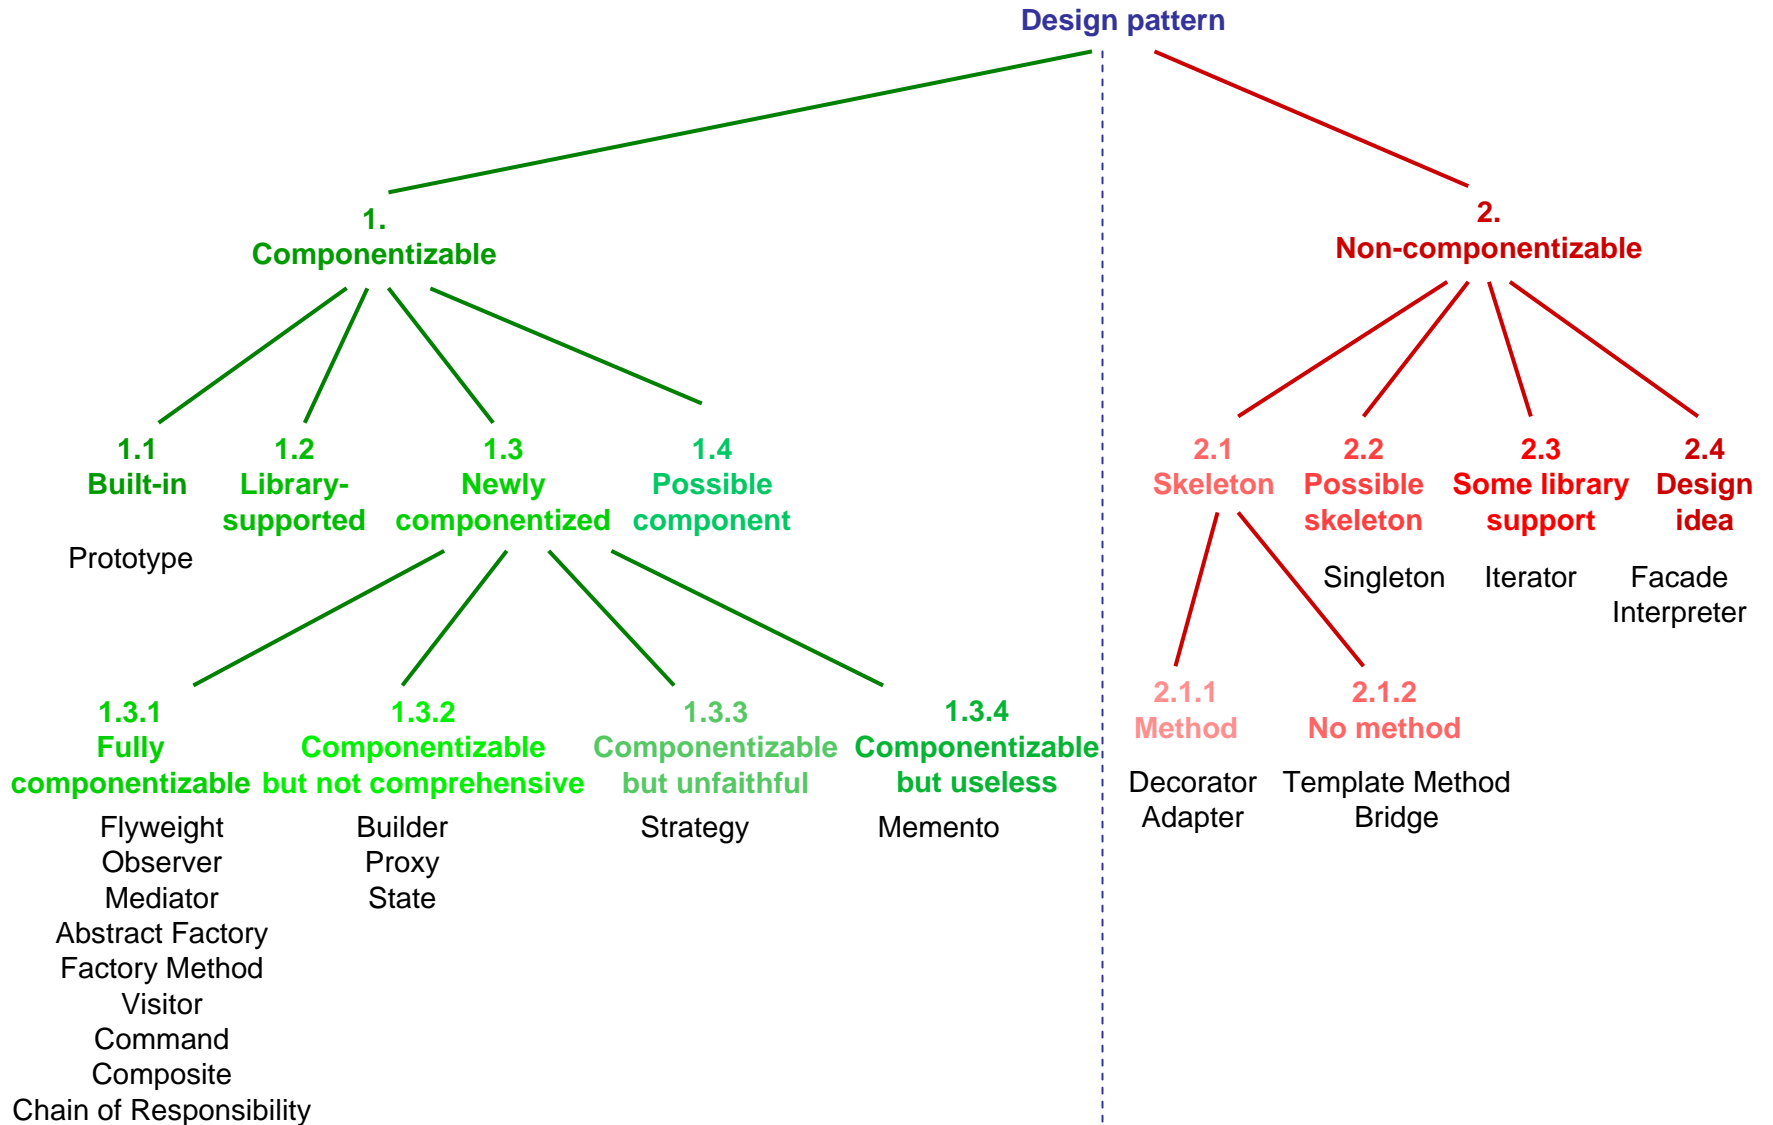 Design pattern
1.
Componentizable
2.
Non-componentizable
1.1
Built-in
Prototype
1.2
Library-
supported
1.3
Newly
componentized
1.4
Possible
component
2.1
Skeleton
2.2
Possible
skeleton
Singleton
2.3
Some library
support
Iterator
2.4
Design
idea
Facade
Interpreter
1.3.1
Fully
componentizable
Flyweight
Observer
Mediator
Abstract Factory
Factory Method
Visitor
Command
Composite
Chain of Responsibility
1.3.2
Componentizable
but not comprehensive
Builder
Proxy
State
1.3.3
Componentizable
but unfaithful
Strategy
1.3.4
Componentizable
but useless
Memento
2.1.1
Method
Decorator
Adapter
2.1.2
No method
Template Method
Bridge